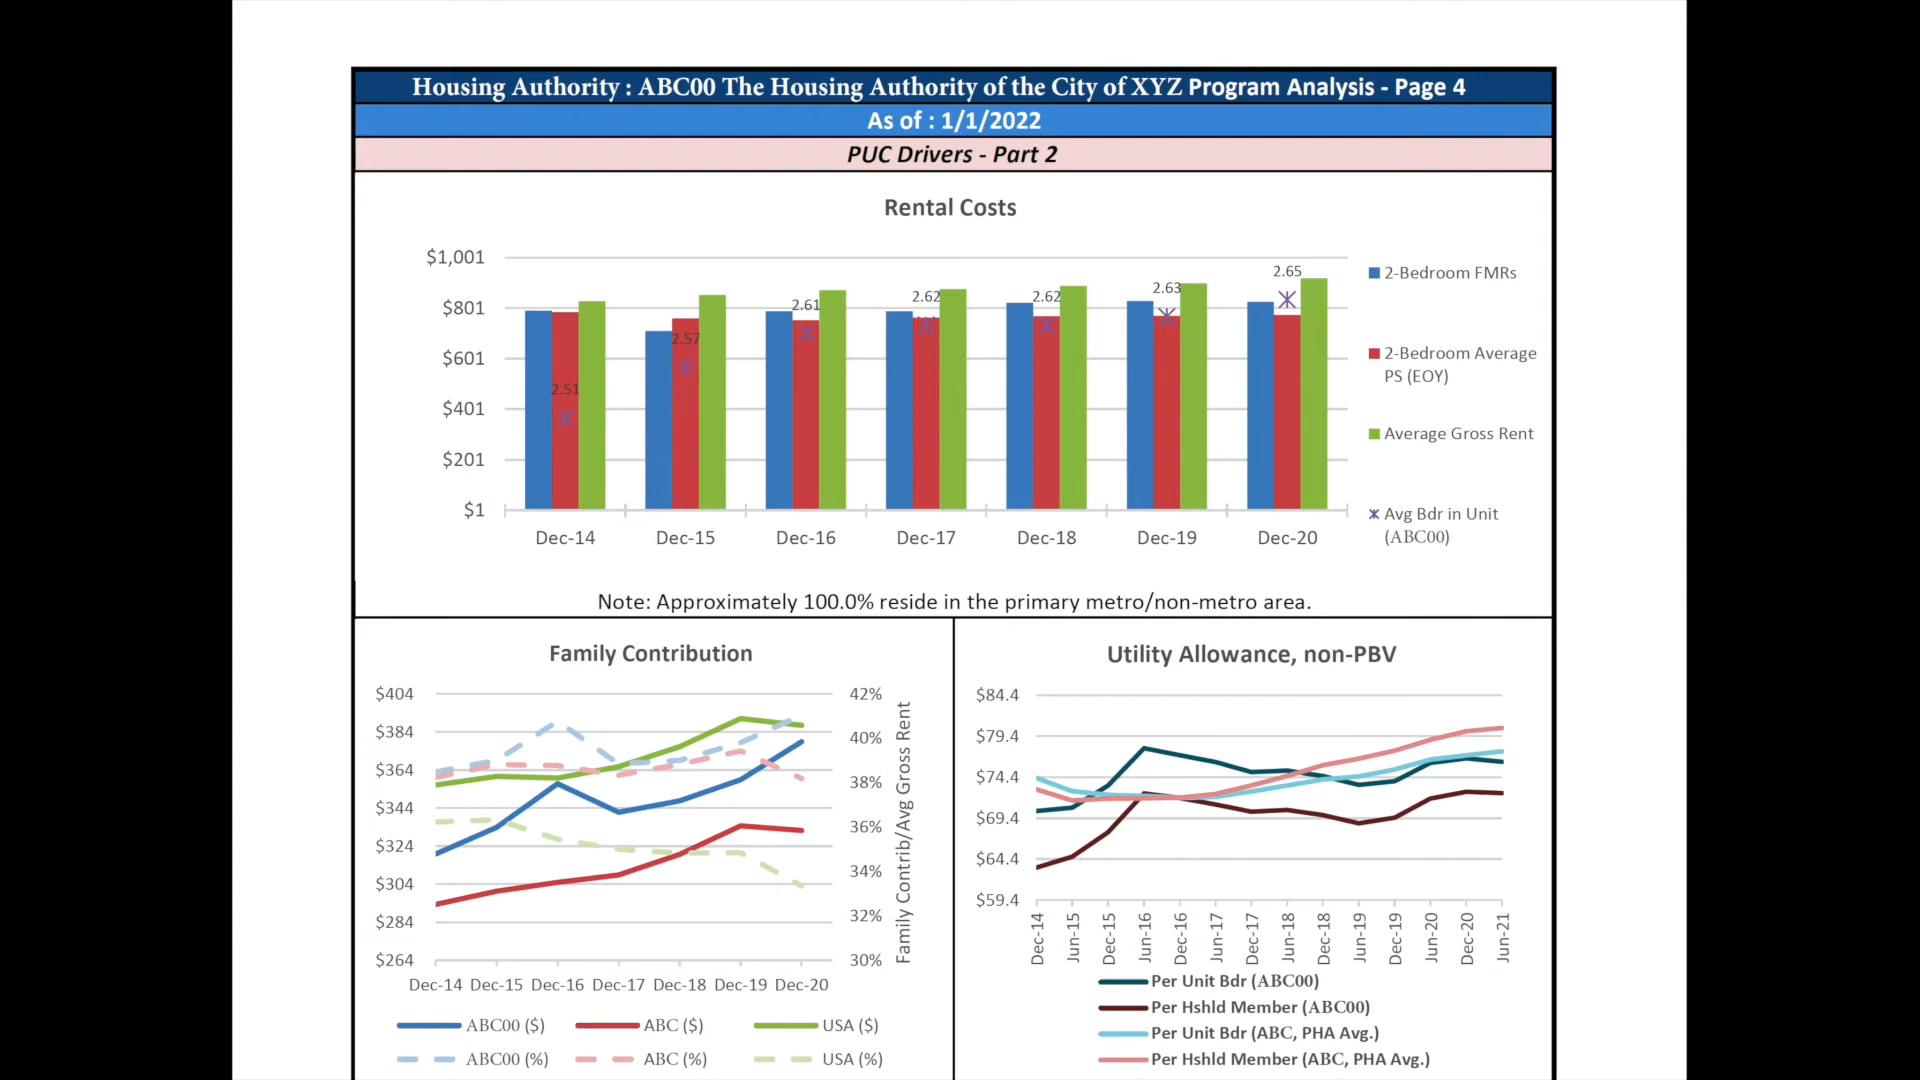 Housing Authority : ABC00 The Housing Authority of the City of XYZ Program Analysis - Page 4
As of : 1/1/2022
PUC Drivers - Part 2
Rental Costs
$1,001
$801
$601
$401
$201
$1
2.51
2.57
2.61
2.62
2.62
2.63
2.65
Dec-14 Dec-15 Dec-16 Dec-17 Dec-18 Dec-19 Dec-20
2-Bedroom FMRs
2-Bedroom Average
PS (EOY)
Average Gross Rent
Avg Bdr in Unit
(ABC00)
Note: Approximately 100.0% reside in the primary metro/non-metro area.
Family Contribution
$404
$384
$364
$344
$324
$304
$284
$264
42%
40%
38%
36%
34%
32%
30%
Family Contrib/Avg Gross Rent
Dec-14 Dec-15 Dec-16 Dec-17 Dec-18 Dec-19 Dec-20
ABC00 ($) ABC ($) USA ($)
ABC00 (%) ABC (%) USA (%)
Utility Allowance, non-PBV
$84.4
$79.4
$74.4
$69.4
$64.4
$59.4
Dec-14
Jun-15
Dec-15
Jun-16
Dec-16
Jun-17
Dec-17
Jun-18
Dec-18
Jun-19
Dec-19
Jun-20
Dec-20
Jun-21
Per Unit Bdr (ABC00)
Per Hshld Member (ABC00)
Per Unit Bdr (ABC, PHA Avg.)
Per Hshld Member (ABC, PHA Avg.)